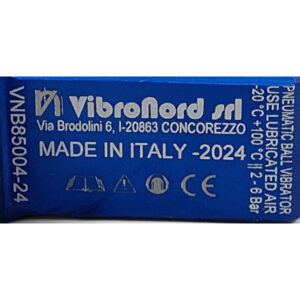 VibroNord srl
Via Brodolini 6, I-20863 CONCOREZZO
MADE IN ITALY -2024
CE
VNB85004-24
PNEUMATIC BALL VIBRATOR
USE LUBRICATED AIR
-20 °C +100 °C || 2 - 6 Bar